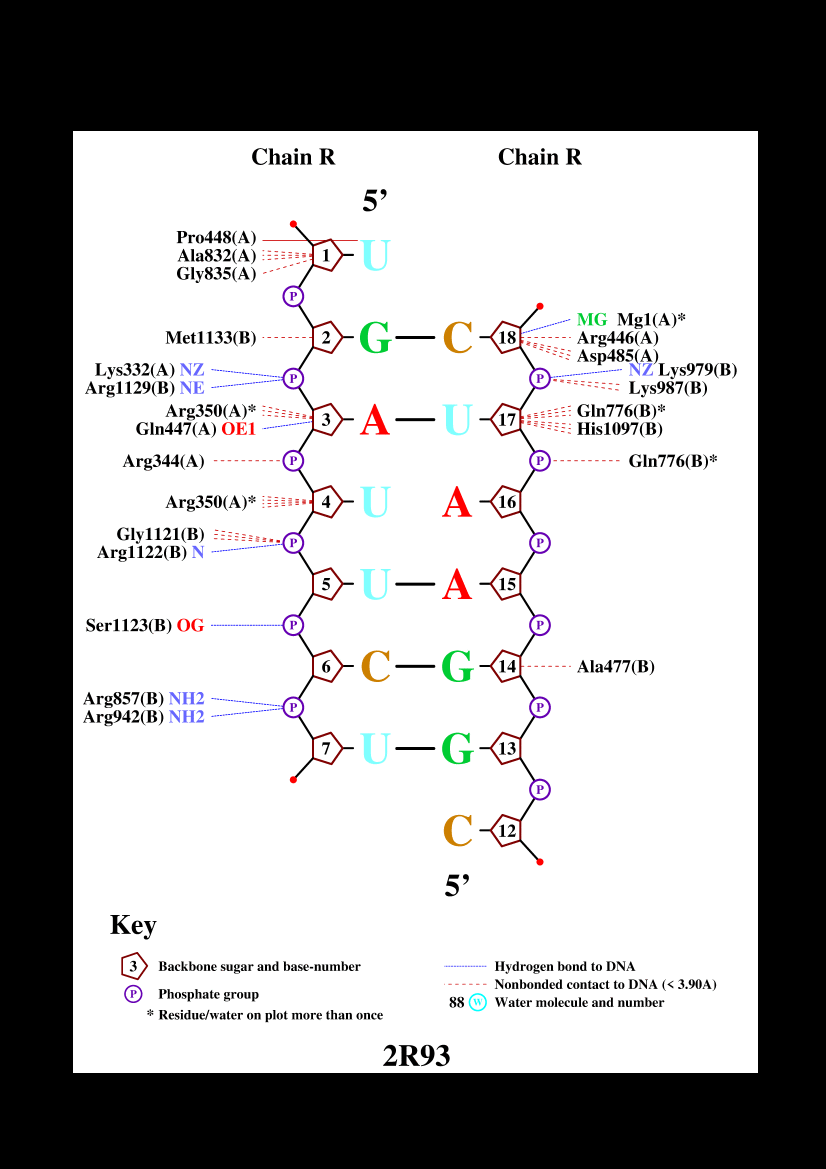 Chain R Chain R
5’
Pro448(A)
1 U
Ala832(A)
Gly835(A)
P
MG Mg1(A)*
Met1133(B) 2 G C 18 Arg446(A)
Asp485(A)
Lys332(A) NZ P P NZ Lys979(B)
Arg1129(B) NE Lys987(B)
Arg350(A)* 3 A U 17 Gln776(B)*
Gln447(A) OE1 His1097(B)
Arg344(A) P P Gln776(B)*
Arg350(A)* 4 U A 16
Gly1121(B) P P
Arg1122(B) N
5 U A 15
Ser1123(B) OG P P
6 C G 14 Ala477(B)
Arg857(B) NH2 P P
Arg942(B) NH2
7 U G 13
P
C 12
5’
Key
3 Backbone sugar and base-number
Hydrogen bond to DNA
Nonbonded contact to DNA (< 3.90A)
P Phosphate group
88 W Water molecule and number
* Residue/water on plot more than once
2R93